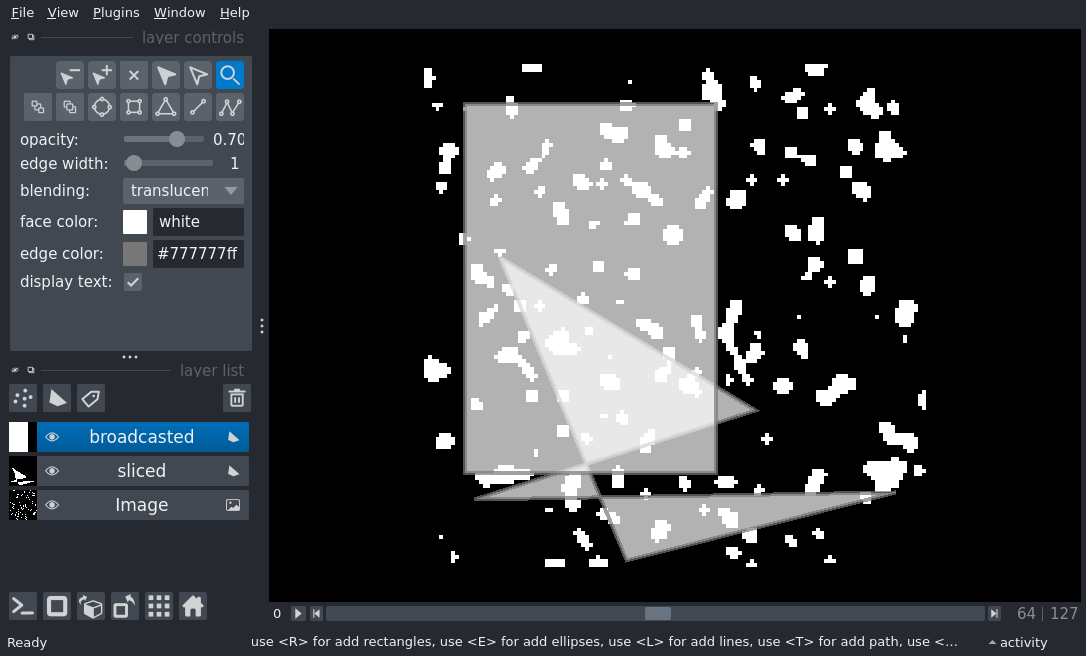 File View Plugins Window Help
layer controls
opacity: 0.70
edge width: 1
blending: translucen
face color: white
edge color: #777777ff
display text:
layer list
broadcasted
sliced
Image
0 64 | 127
Ready use <R> for add rectangles, use <E> for add ellipses, use <L> for add lines, use <T> for add path, use <... activity